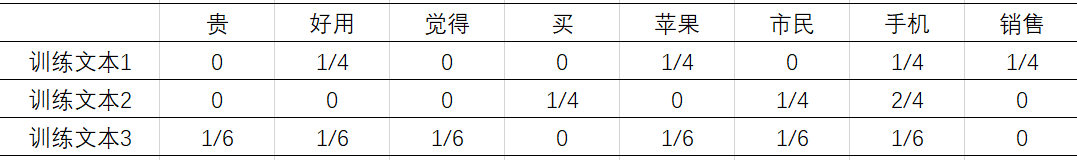 贵 好用 觉得 买 苹果 市民 手机 销售
训练文本1 0 1/4 0 0 1/4 0 1/4 1/4
训练文本2 0 0 0 1/4 0 1/4 2/4 0
训练文本3 1/6 1/6 1/6 0 1/6 1/6 1/6 0